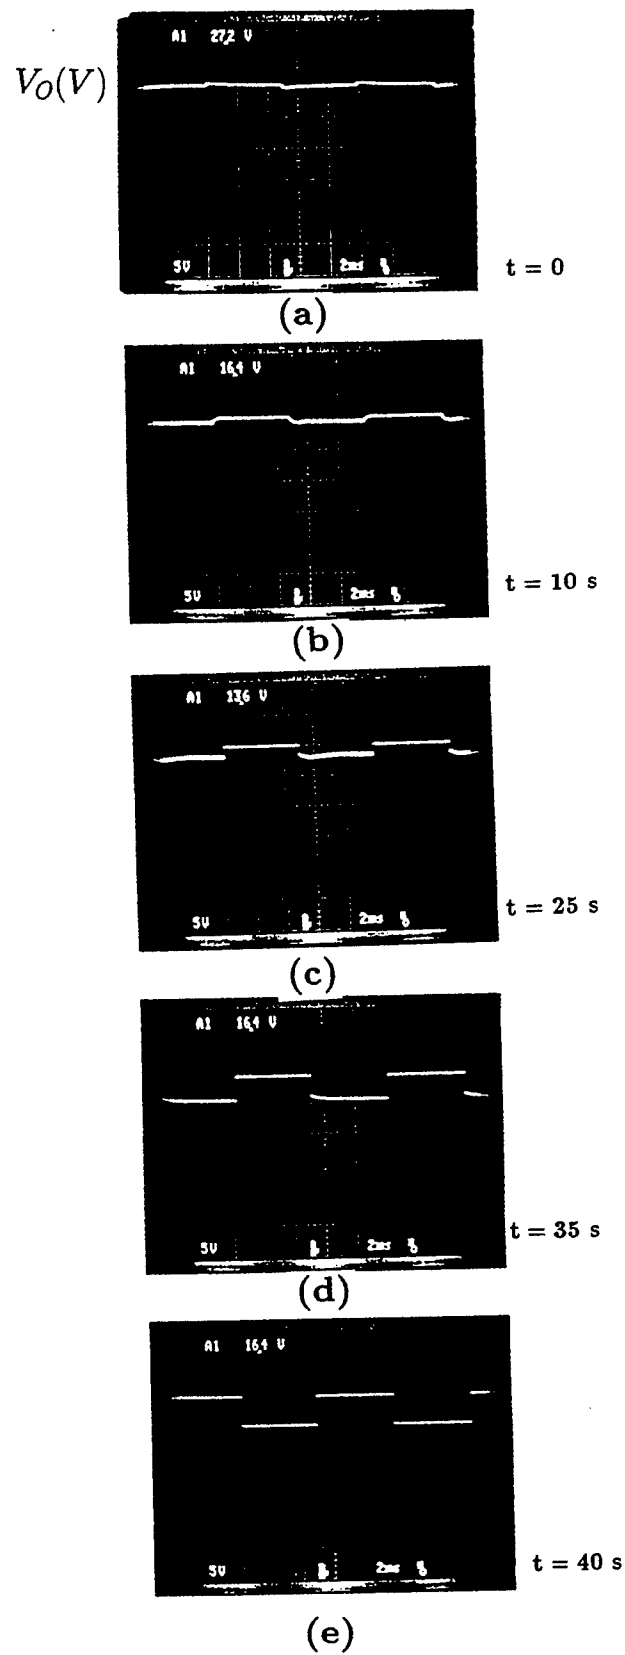 A1 27.2 V
V_O(V)
5V 2ms
t = 0
(a)
A1 16.4 V
5V 2ms
t = 10 s
(b)
A1 13.6 V
5V 2ms
t = 25 s
(c)
A1 16.4 V
5V 2ms
t = 35 s
(d)
A1 16.4 V
5V 2ms
t = 40 s
(e)